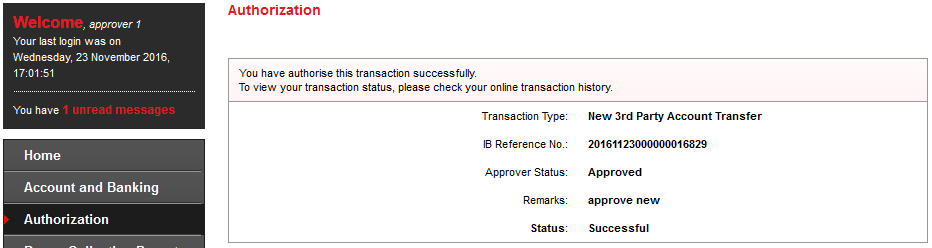 Welcome, approver 1
Your last login was on
Wednesday, 23 November 2016,
17:01:51
You have 1 unread messages
Home
Account and Banking
Authorization
Authorization
You have authorise this transaction successfully.
To view your transaction status, please check your online transaction history.
Transaction Type: New 3rd Party Account Transfer
IB Reference No.: 20161123000000016829
Approver Status: Approved
Remarks: approve new
Status: Successful